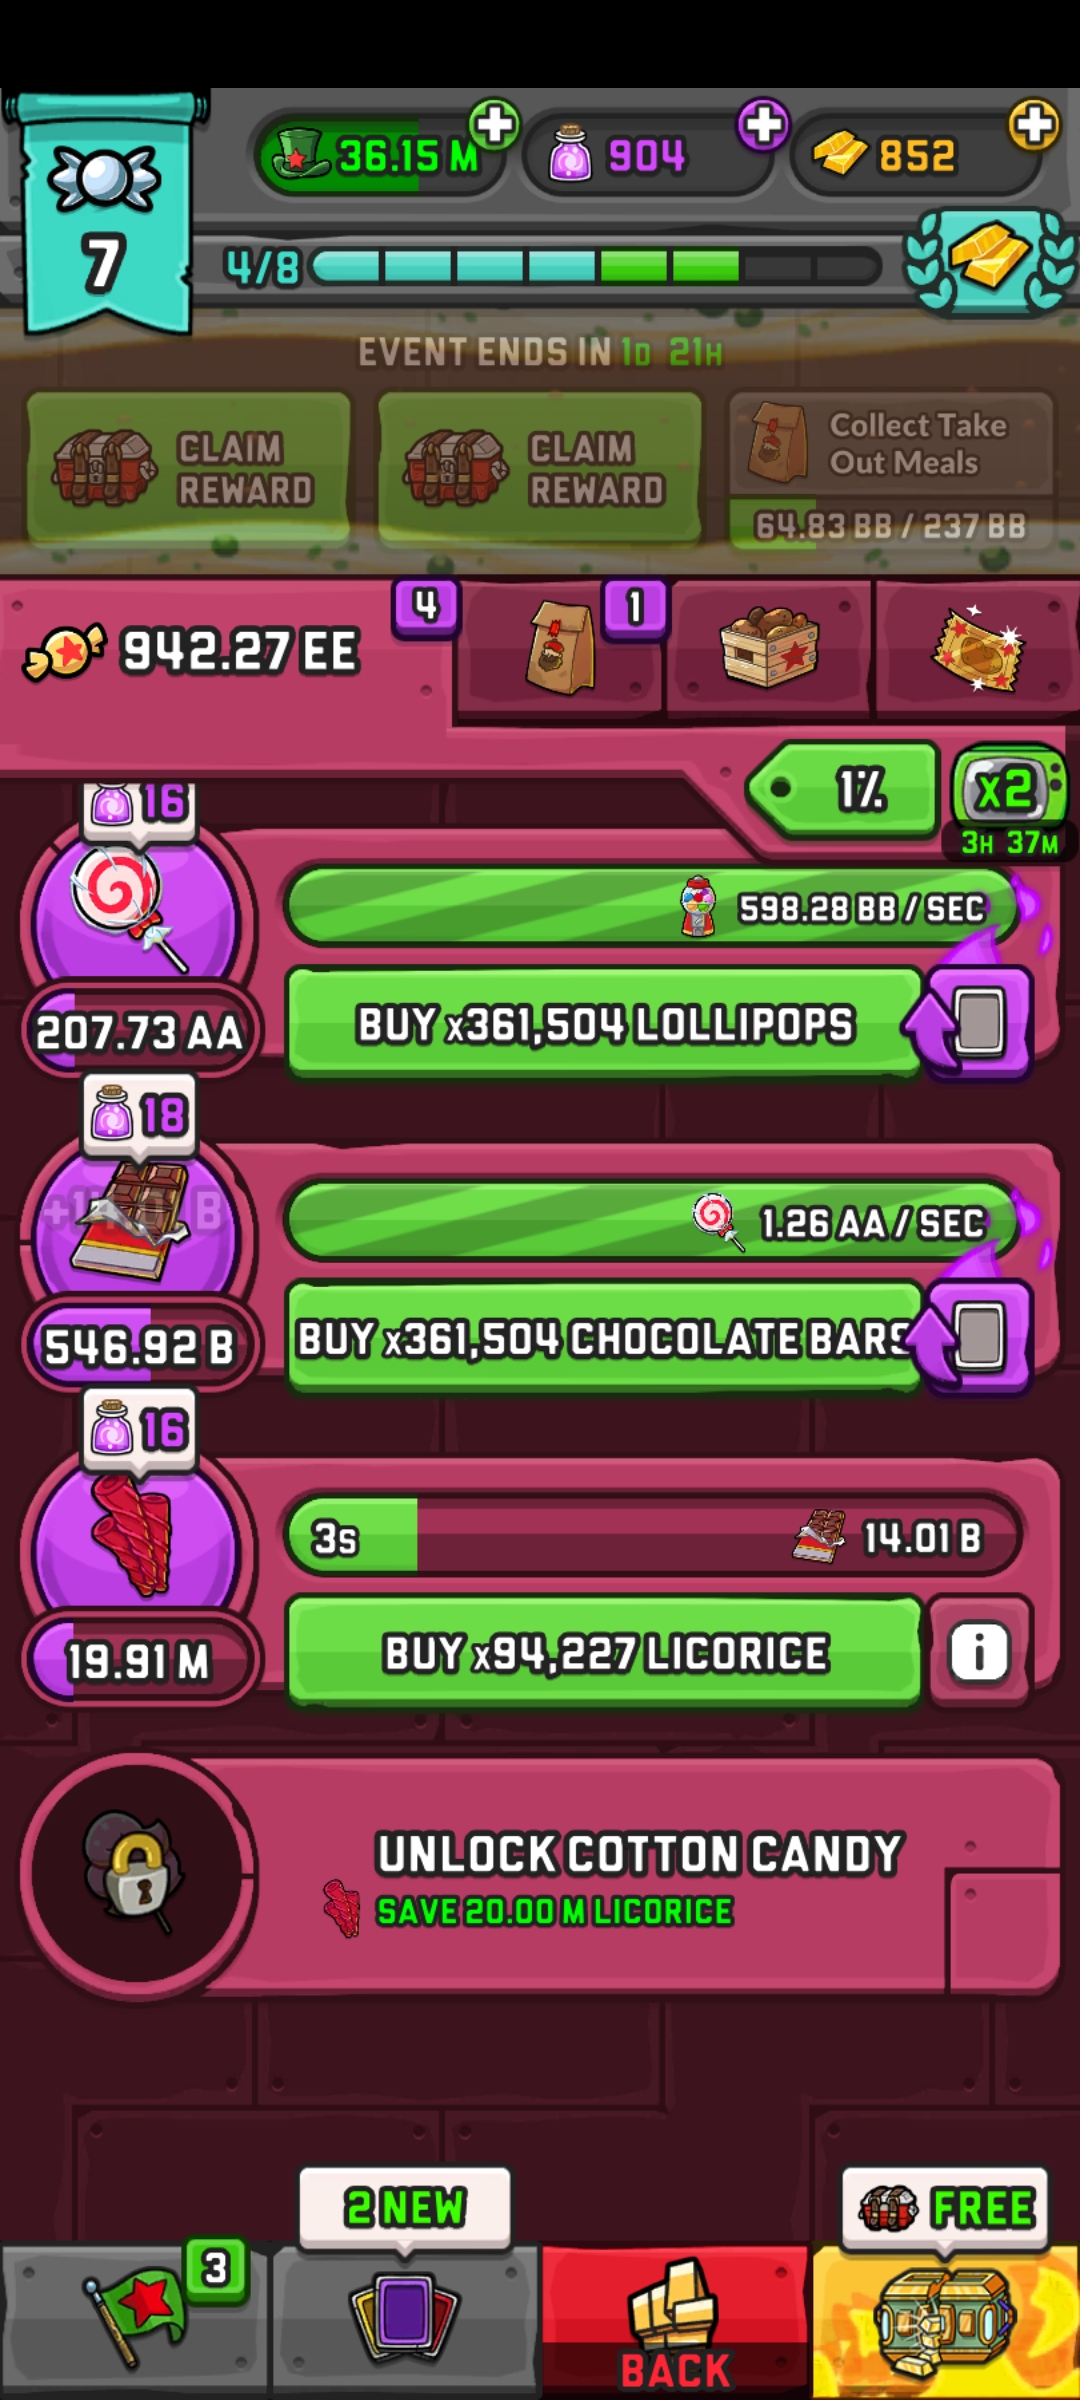 36.15 M
904
852
7
4/8
EVENT ENDS IN 1D 21H
CLAIM
REWARD
CLAIM
REWARD
Collect Take
Out Meals
64.83 BB / 237 BB
942.27 EE
4
1
1%
x2
3H 37M
16
598.28 BB / SEC
BUY x361,504 LOLLIPOPS
207.73 AA
18
1.26 AA / SEC
BUY x361,504 CHOCOLATE BARS
546.92 B
16
3s
14.01 B
BUY x94,227 LICORICE
i
19.91 M
UNLOCK COTTON CANDY
SAVE 20.00 M LICORICE
2 NEW
FREE
3
BACK